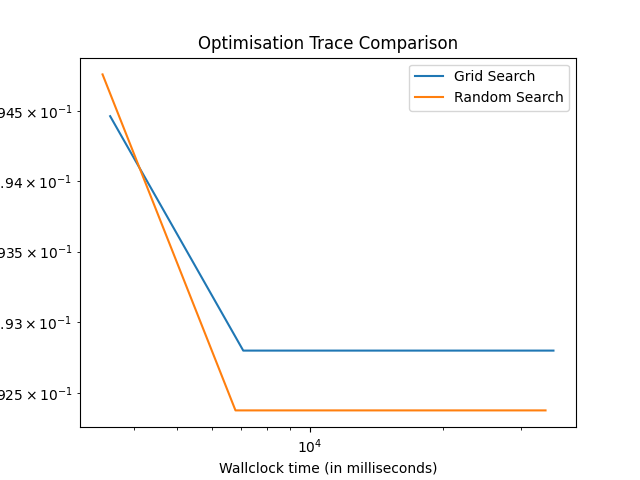 Optimisation Trace Comparison
Grid Search
Random Search
945 × 10⁻¹
.94 × 10⁻¹
935 × 10⁻¹
.93 × 10⁻¹
925 × 10⁻¹
10⁴
Wallclock time (in milliseconds)